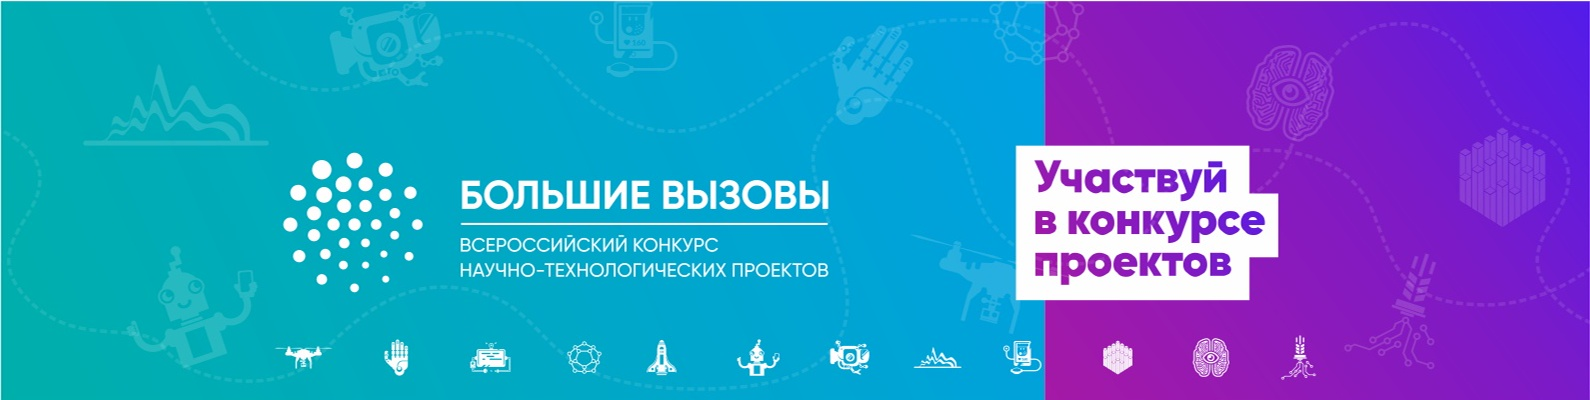 БОЛЬШИЕ ВЫЗОВЫ
ВСЕРОССИЙСКИЙ КОНКУРС
НАУЧНО-ТЕХНОЛОГИЧЕСКИХ ПРОЕКТОВ
Участвуй
в конкурсе
проектов